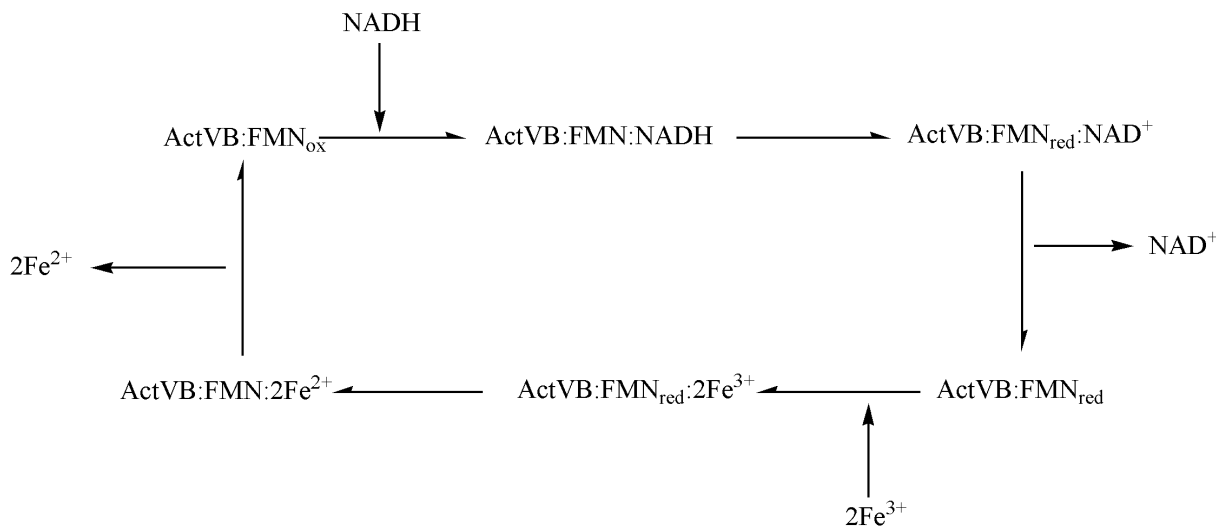 NADH
ActVB:FMNox
ActVB:FMN:NADH
ActVB:FMNred:NAD+
2Fe2+
NAD+
ActVB:FMN:2Fe2+
ActVB:FMNred:2Fe3+
ActVB:FMNred
2Fe3+